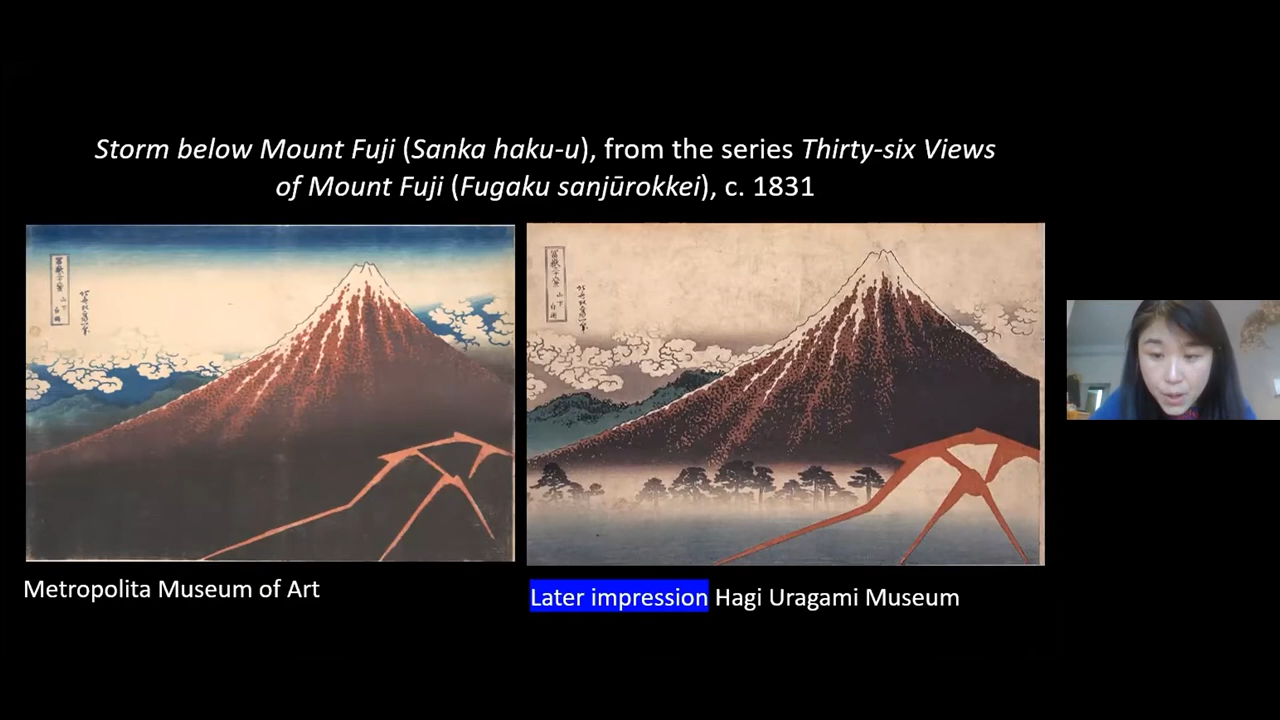 Storm below Mount Fuji (Sanka haku-u), from the series Thirty-six Views
of Mount Fuji (Fugaku sanjūrokkei), c. 1831
Metropolita Museum of Art
Later impression Hagi Uragami Museum